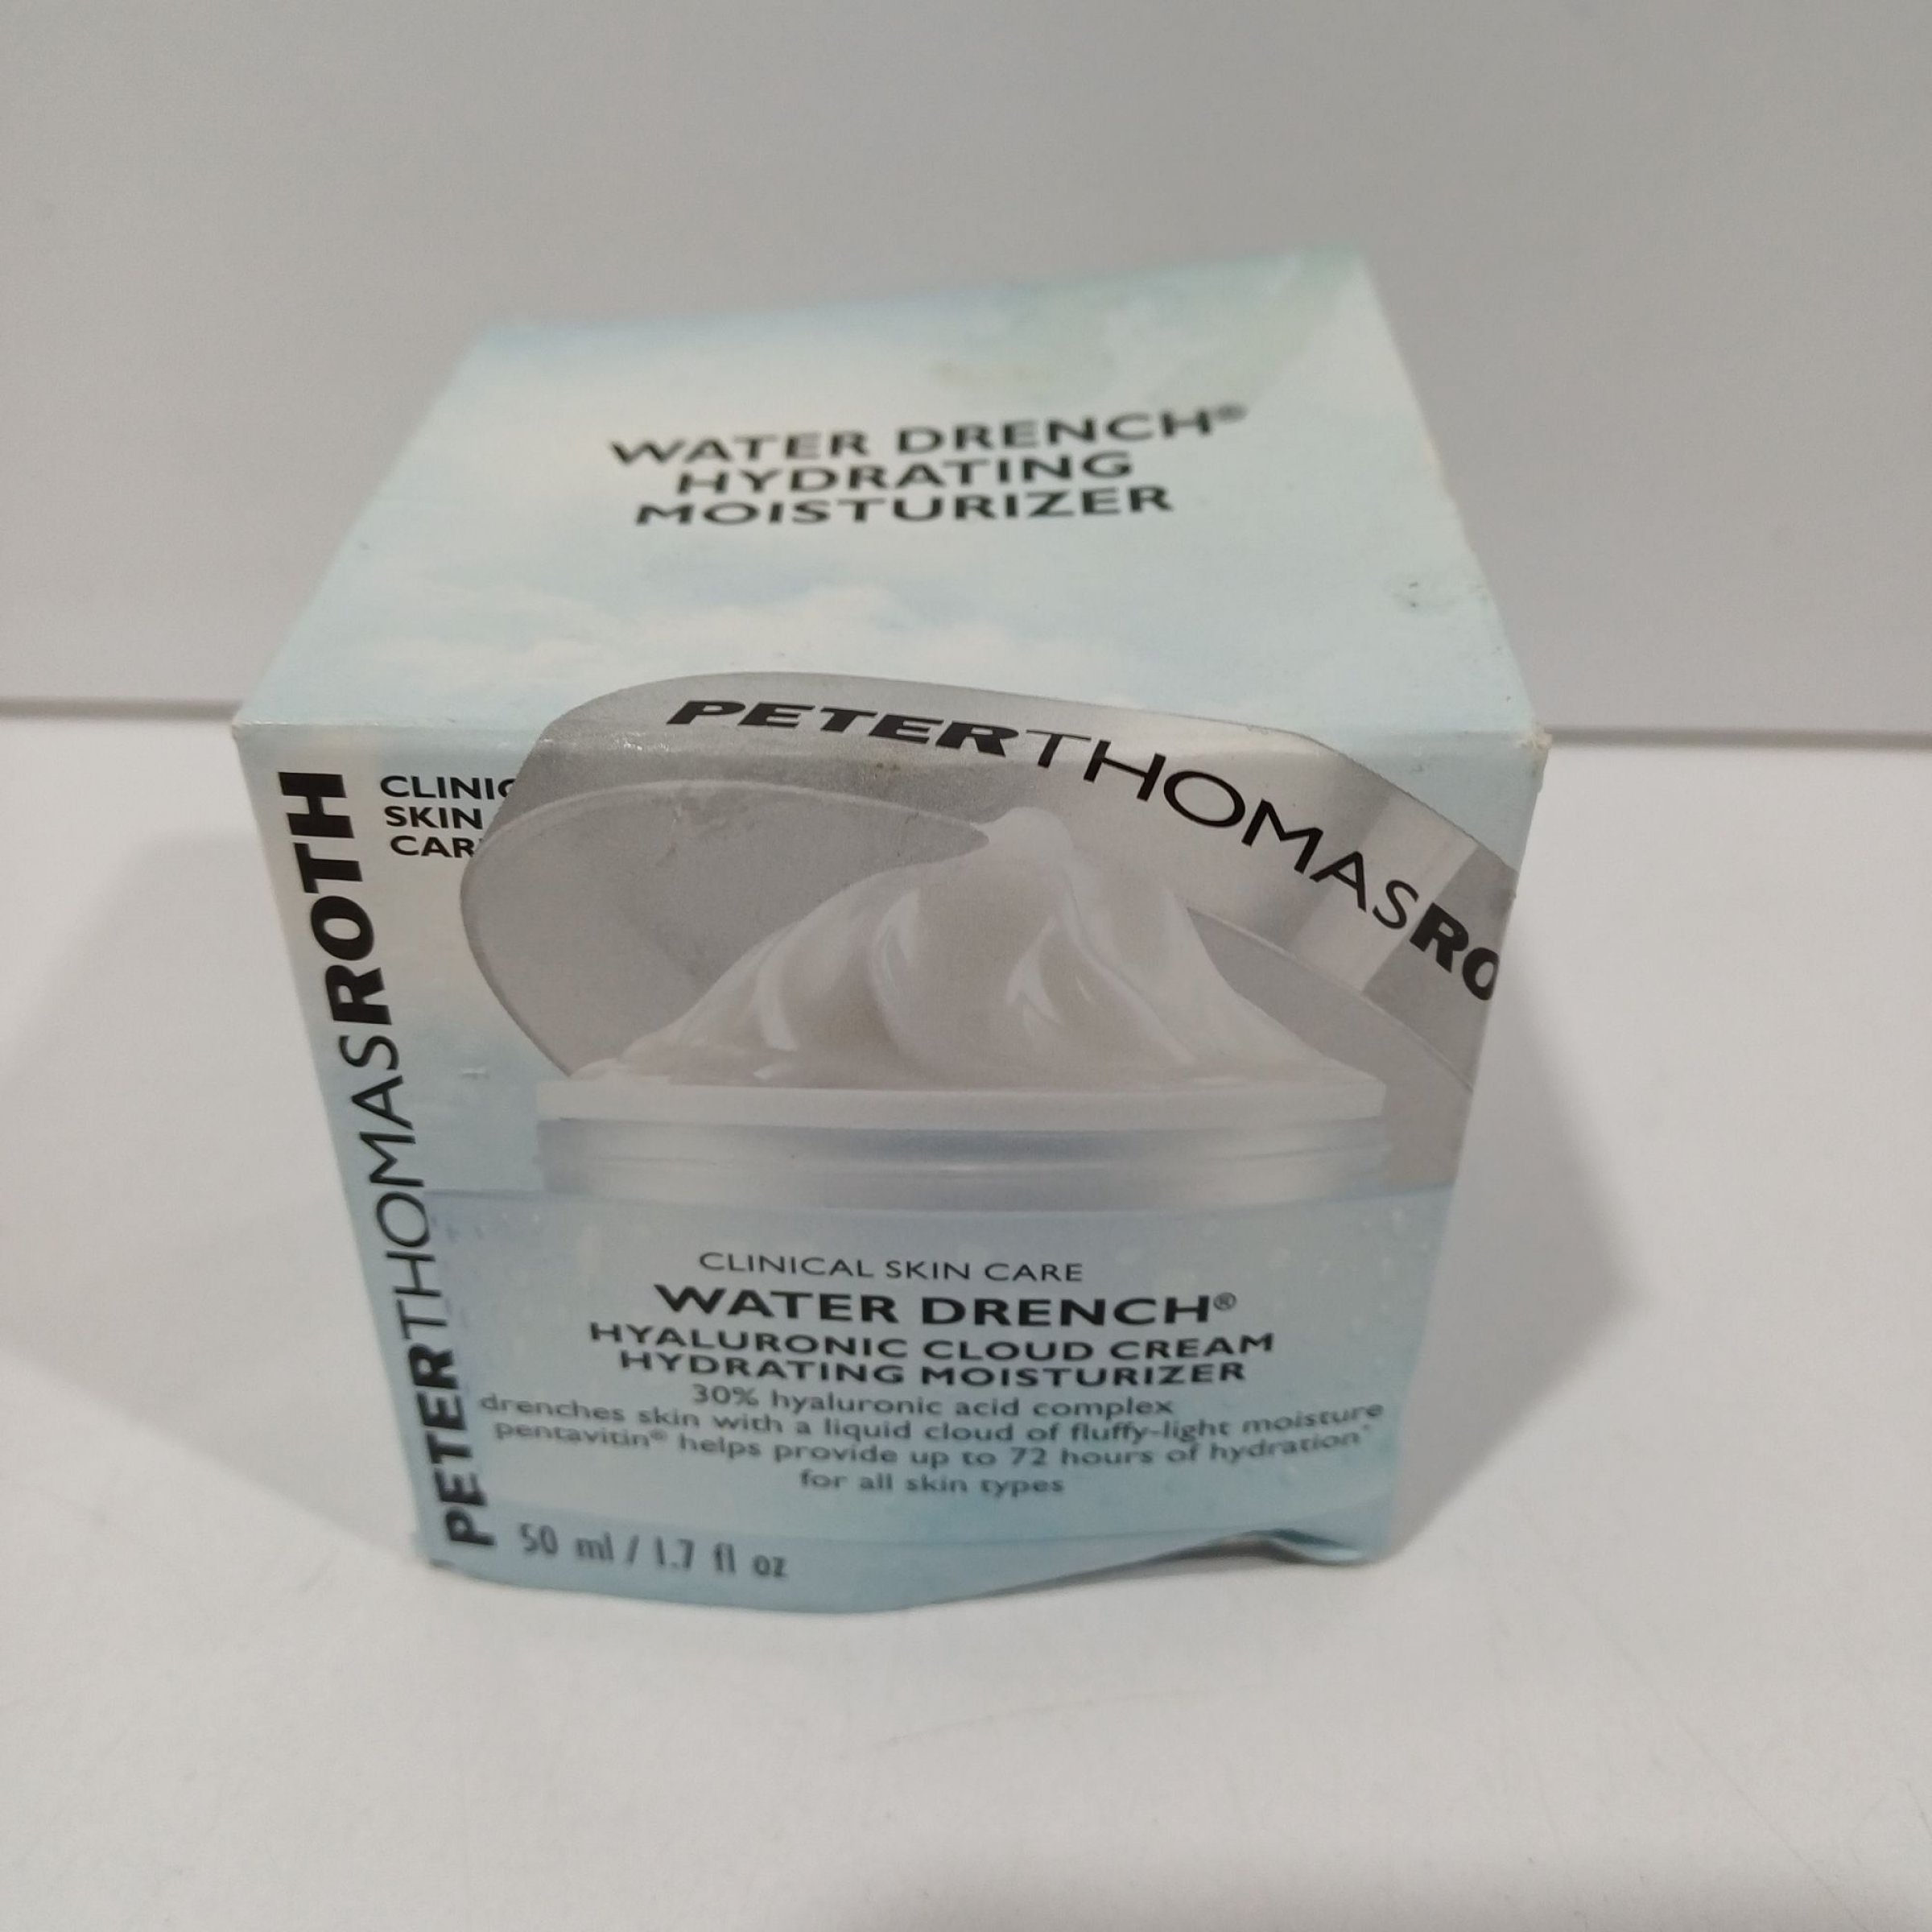 WATER DRENCH®
HYDRATING
MOISTURIZER
PETERTHOMASRO
PETERTHOMASROTH
CLINIC
SKIN
CAR
CLINICAL SKIN CARE
WATER DRENCH®
HYALURONIC CLOUD CREAM
HYDRATING MOISTURIZER
30% hyaluronic acid complex
drenches skin with a liquid cloud of fluffy-light moisture
pentavitin® helps provide up to 72 hours of hydration*
for all skin types
50 ml / 1.7 fl oz